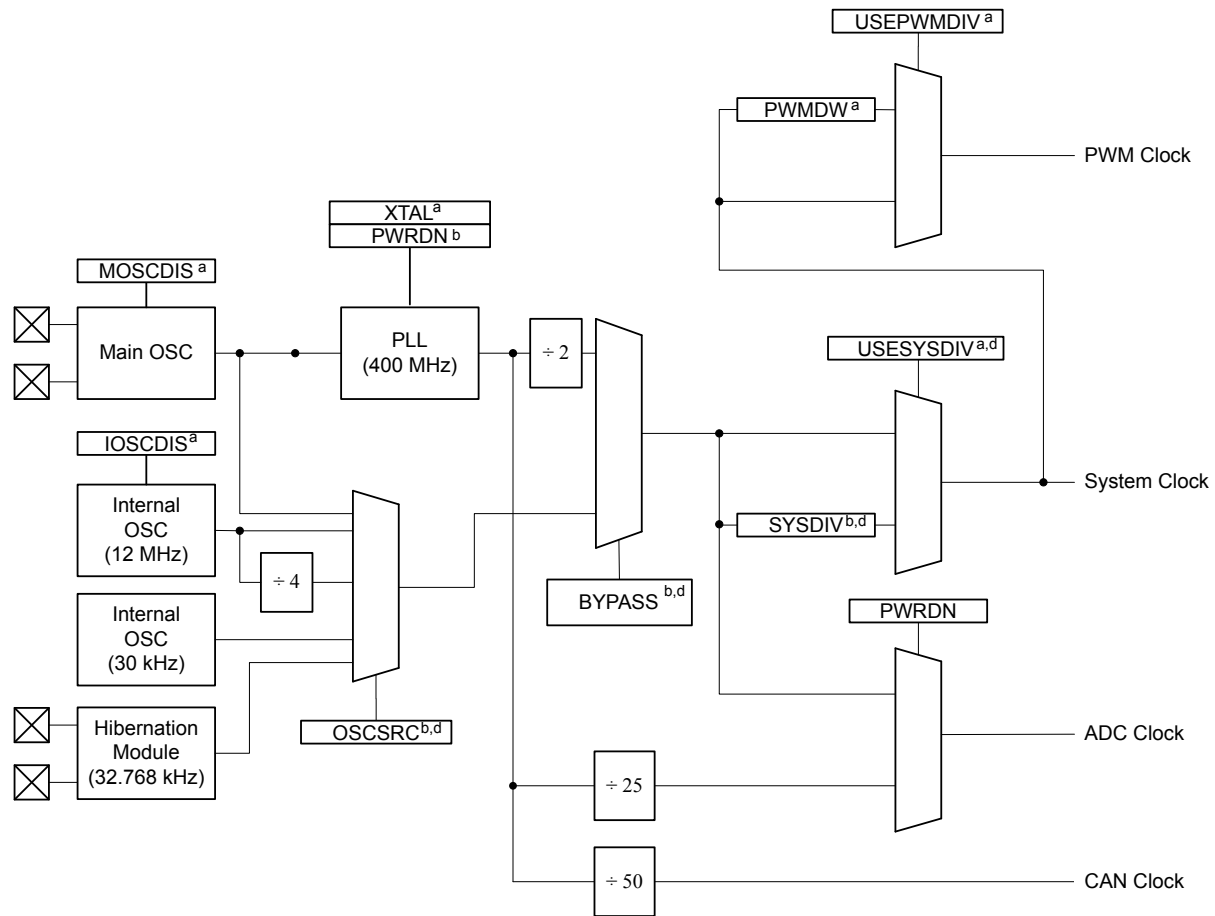 USEPWMDIV a
PWMDW a
PWM Clock
XTAL a
PWRDN b
MOSCDIS a
Main OSC
PLL
(400 MHz)
÷ 2
USESYSDIV a,d
IOSCDIS a
Internal
OSC
(12 MHz)
÷ 4
System Clock
SYSDIV b,d
BYPASS b,d
Internal
OSC
(30 kHz)
PWRDN
OSCSRC b,d
Hibernation
Module
(32.768 kHz)
ADC Clock
÷ 25
÷ 50
CAN Clock